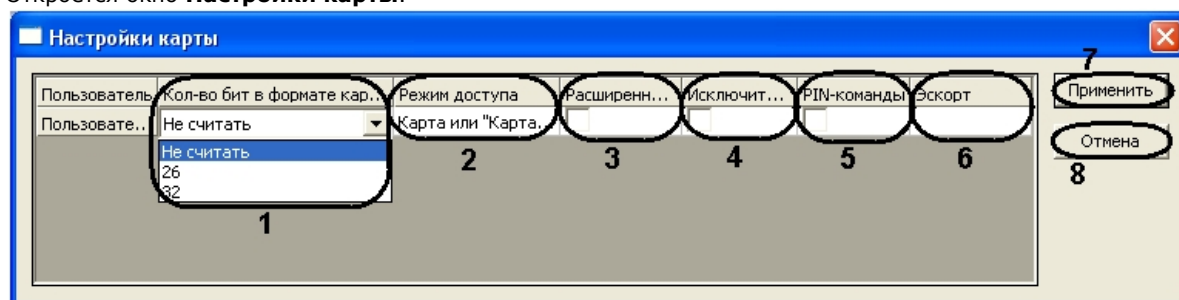 Откроется окно Настройки карты.
Настройки карты
7
Пользователь Кол-во бит в формате кар... Режим доступа Расширенн... Исключит... PIN-команды Эскорт Применить
Пользовате... Не считать Карта или "Карта...
Не считать 2 3 4 5 6 Отмена
26 8
32
1